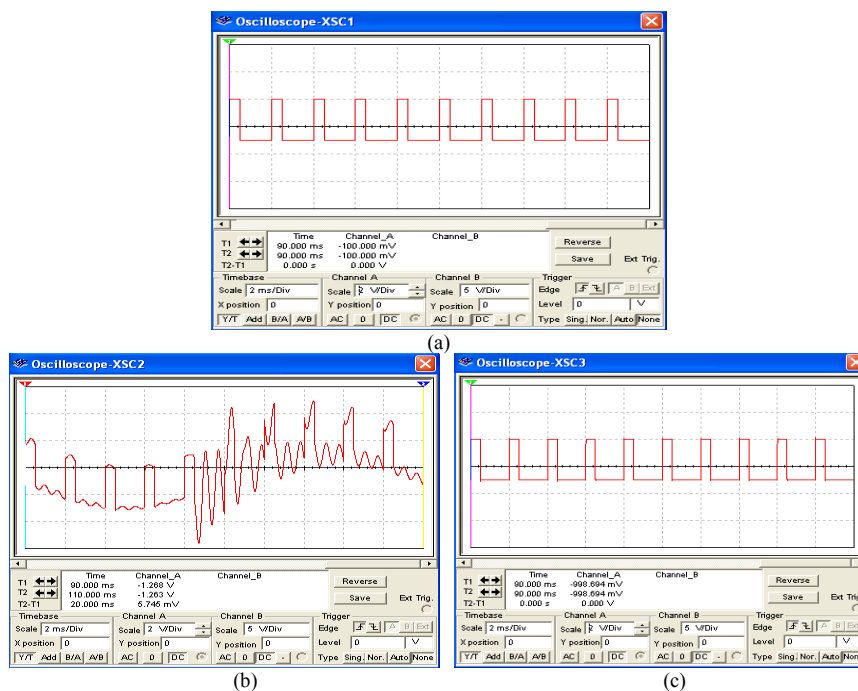 Oscilloscope-XSC1
Time Channel_A Channel_B
T1 90.000 ms -100.000 mV
T2 90.000 ms -100.000 mV
T2-T1 0.000 s 0.000 V
Reverse
Save
Ext Trig.
Timebase Channel A Channel B Trigger
Scale 2 ms/Div Scale 2 V/Div Scale 5 V/Div Edge A B Ext
X position 0 Y position 0 Y position 0 Level 0 V
Y/T Add B/A A/B AC 0 DC AC 0 DC - Type Sing. Nor. Auto None
(a)
Oscilloscope-XSC2
Time Channel_A Channel_B
T1 90.000 ms -1.268 V
T2 110.000 ms -1.263 V
T2-T1 20.000 ms 5.745 mV
Reverse
Save
Ext Trig.
Timebase Channel A Channel B Trigger
Scale 2 ms/Div Scale 2 V/Div Scale 5 V/Div Edge A B Ext
X position 0 Y position 0 Y position 0 Level 0 V
Y/T Add B/A A/B AC 0 DC AC 0 DC - Type Sing. Nor. Auto None
(b)
Oscilloscope-XSC3
Time Channel_A Channel_B
T1 90.000 ms -998.694 mV
T2 90.000 ms -998.694 mV
T2-T1 0.000 s 0.000 V
Reverse
Save
Ext Trig.
Timebase Channel A Channel B Trigger
Scale 2 ms/Div Scale 2 V/Div Scale 5 V/Div Edge A B Ext
X position 0 Y position 0 Y position 0 Level 0 V
Y/T Add B/A A/B AC 0 DC AC 0 DC - Type Sing. Nor. Auto None
(c)